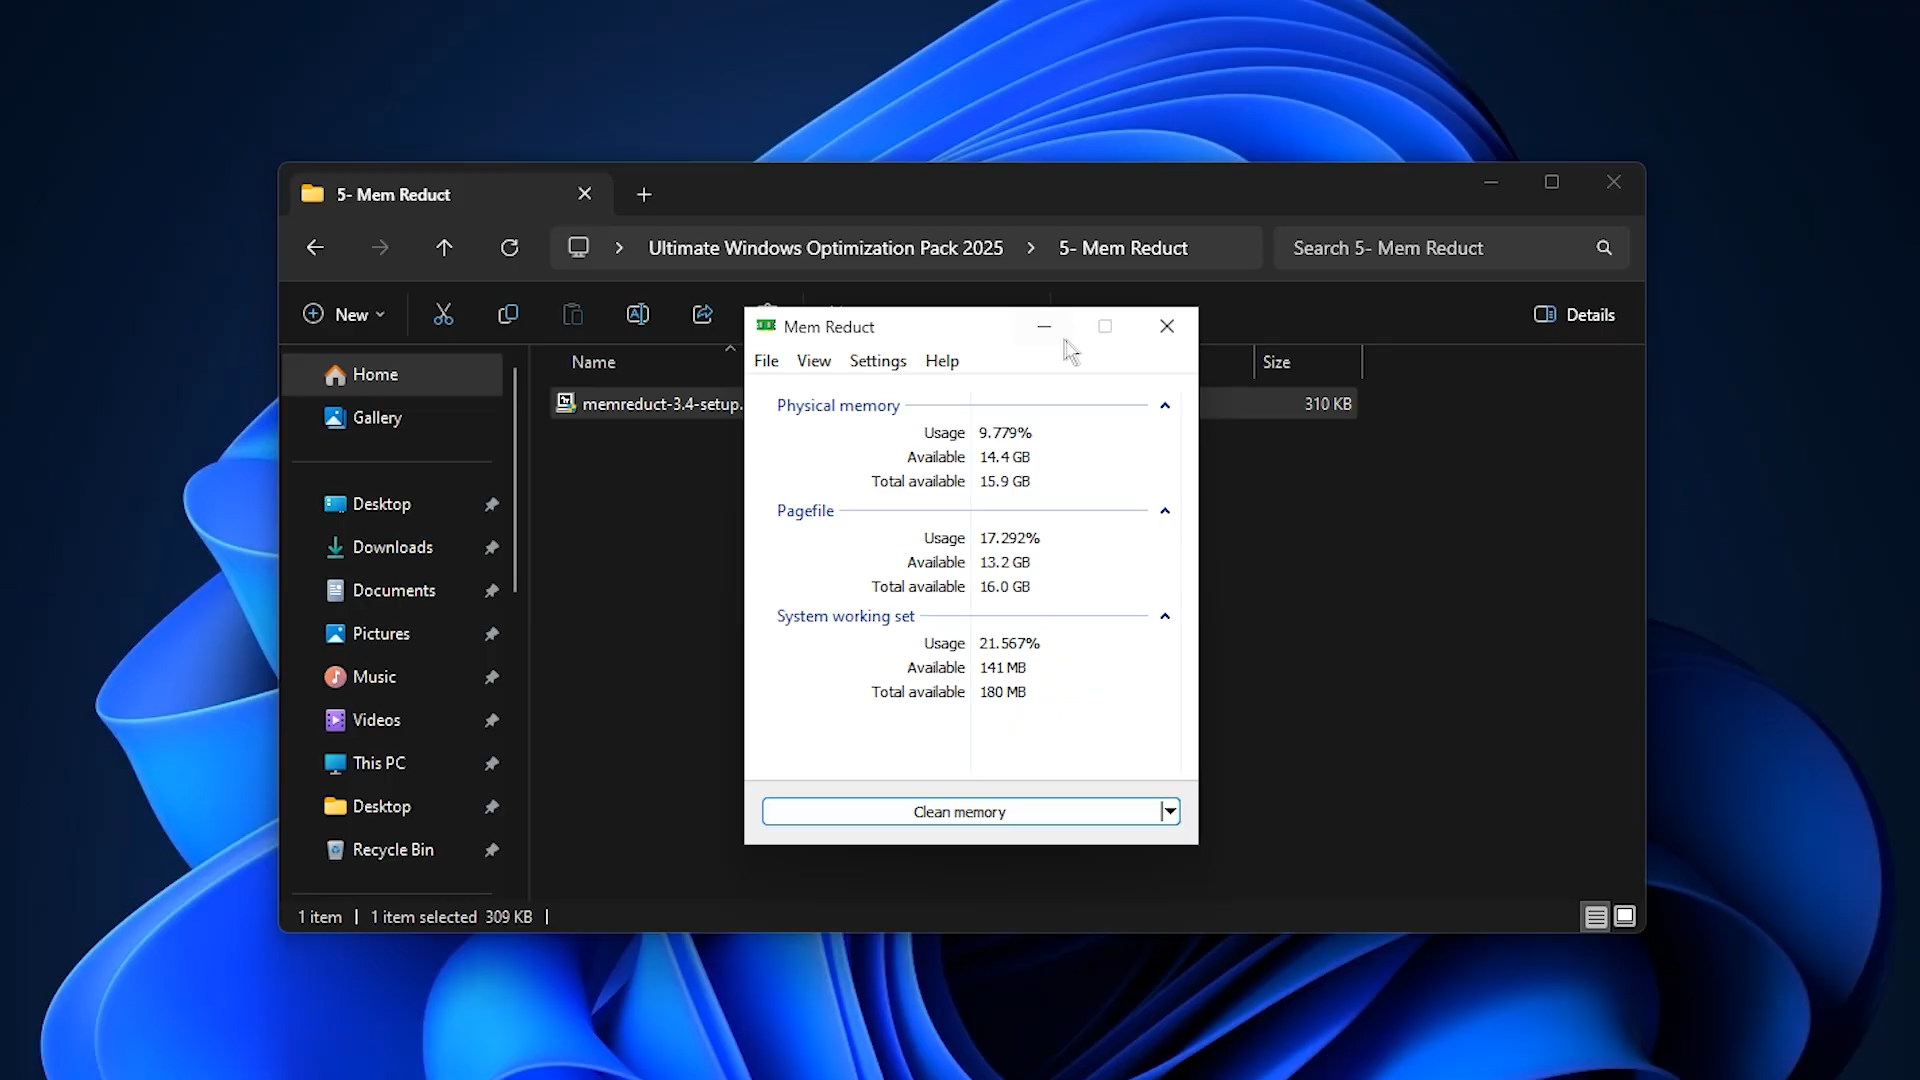 5- Mem Reduct
Ultimate Windows Optimization Pack 2025 5- Mem Reduct
Search 5- Mem Reduct
New
Details
Home
Gallery
Desktop
Downloads
Documents
Pictures
Music
Videos
This PC
Desktop
Recycle Bin
Name
Size
memreduct-3.4-setup.
310 KB
Mem Reduct
File View Settings Help
Physical memory
Usage 9.779%
Available 14.4 GB
Total available 15.9 GB
Pagefile
Usage 17.292%
Available 13.2 GB
Total available 16.0 GB
System working set
Usage 21.567%
Available 141 MB
Total available 180 MB
Clean memory
1 item | 1 item selected 309 KB |